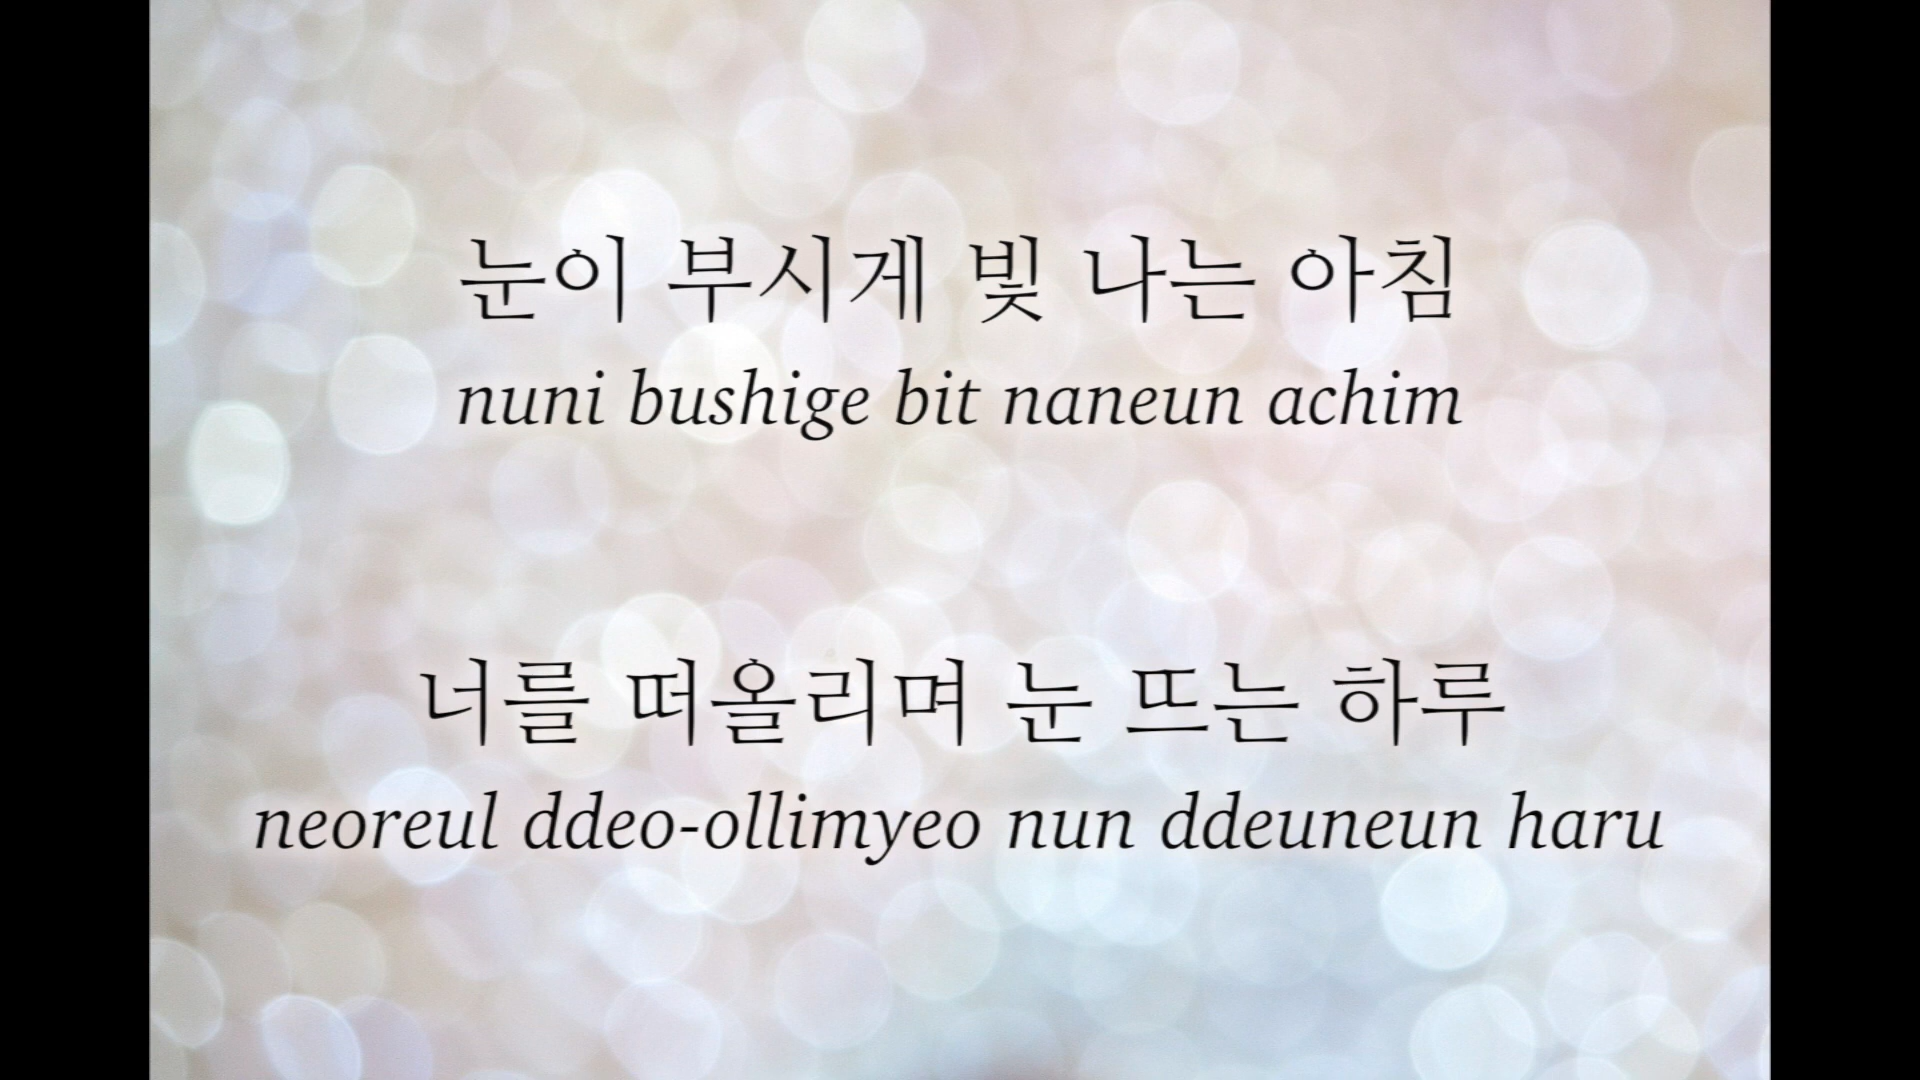 눈이 부시게 빛 나는 아침
nuni bushige bit naneun achim
너를 떠올리며 눈 뜨는 하루
neoreul ddeo-ollimyeo nun ddeuneun haru